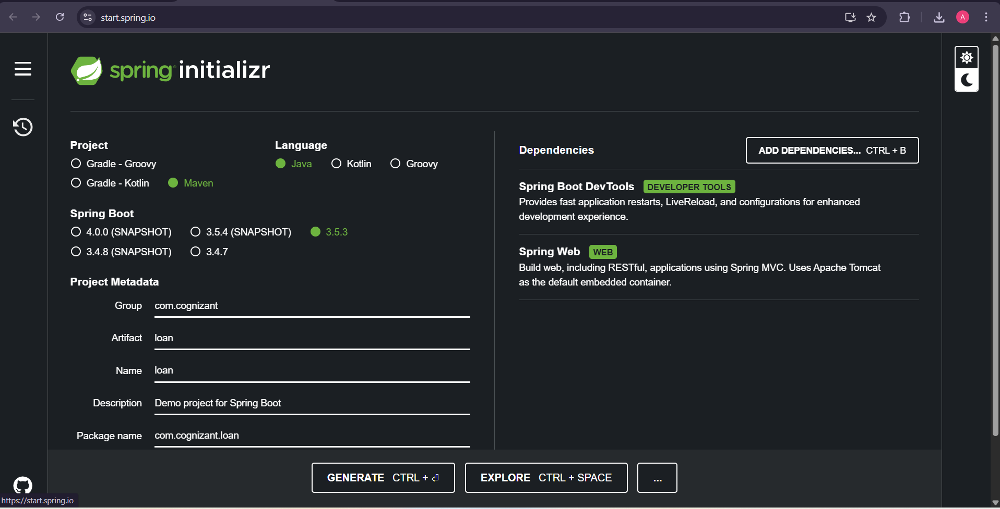 start.spring.io
A
spring initializr
Project
Gradle - Groovy
Gradle - Kotlin Maven
Language
Java Kotlin Groovy
Spring Boot
4.0.0 (SNAPSHOT) 3.5.4 (SNAPSHOT) 3.5.3
3.4.8 (SNAPSHOT) 3.4.7
Project Metadata
Group com.cognizant
Artifact loan
Name loan
Description Demo project for Spring Boot
Package name com.cognizant.loan
Dependencies ADD DEPENDENCIES... CTRL + B
Spring Boot DevTools DEVELOPER TOOLS
Provides fast application restarts, LiveReload, and configurations for enhanced
development experience.
Spring Web WEB
Build web, including RESTful, applications using Spring MVC. Uses Apache Tomcat
as the default embedded container.
GENERATE CTRL + ⏎ EXPLORE CTRL + SPACE ...
https://start.spring.io